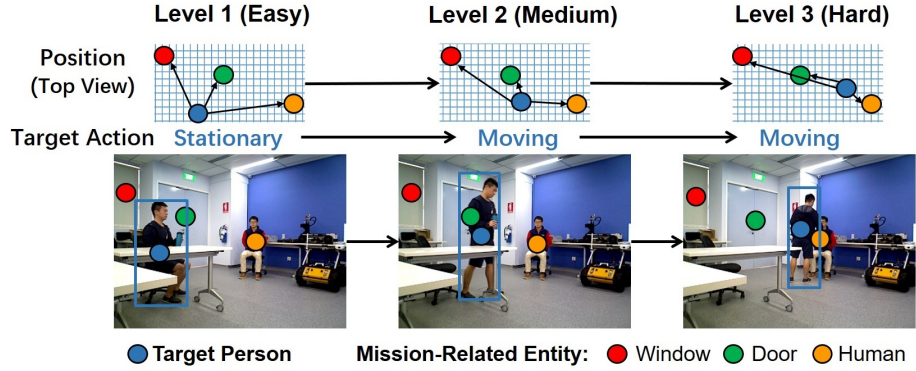 Level 1 (Easy) Level 2 (Medium) Level 3 (Hard)
Position
(Top View)
Target Action Stationary Moving Moving
Target Person Mission-Related Entity: Window Door Human